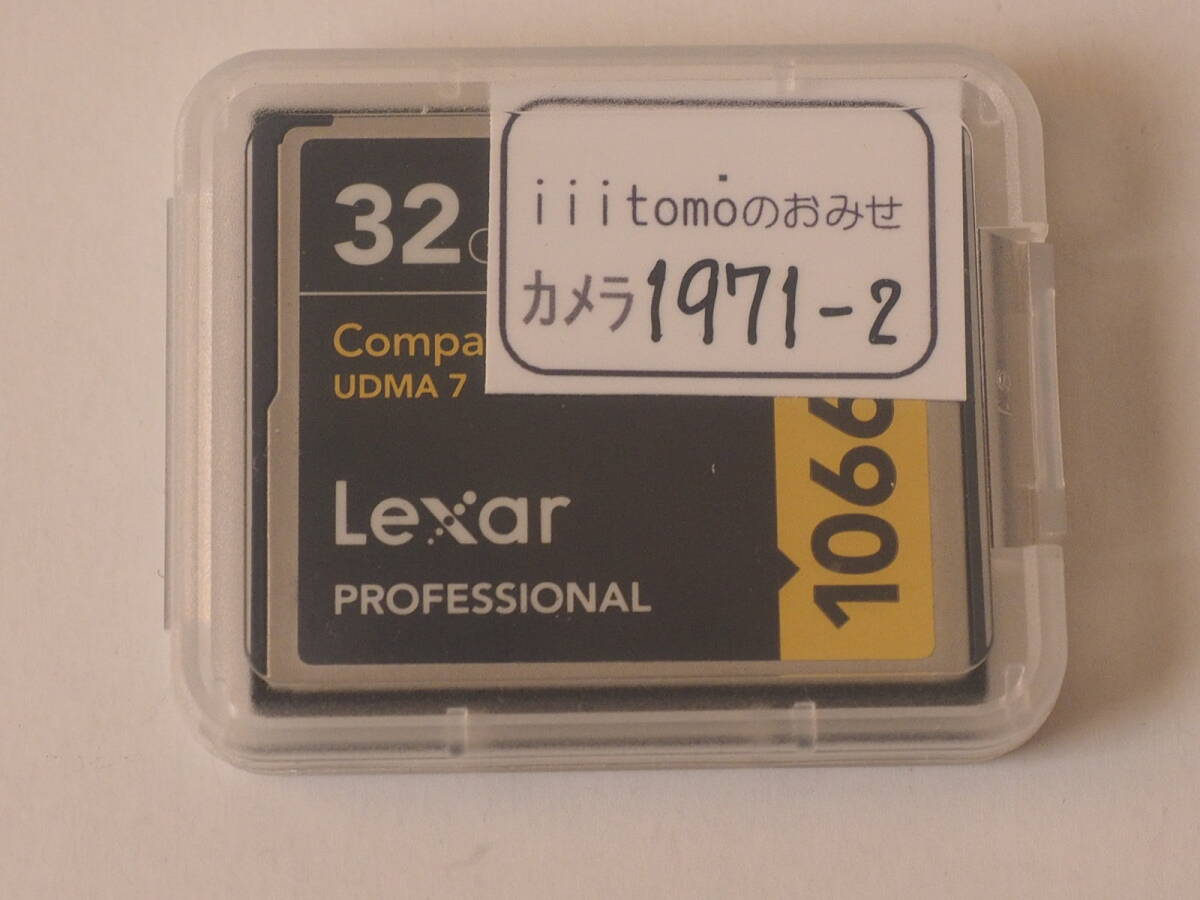 32
iiitomoのおみせ
カメラ1971-2
Compa
UDMA 7
Lexar
PROFESSIONAL
1066